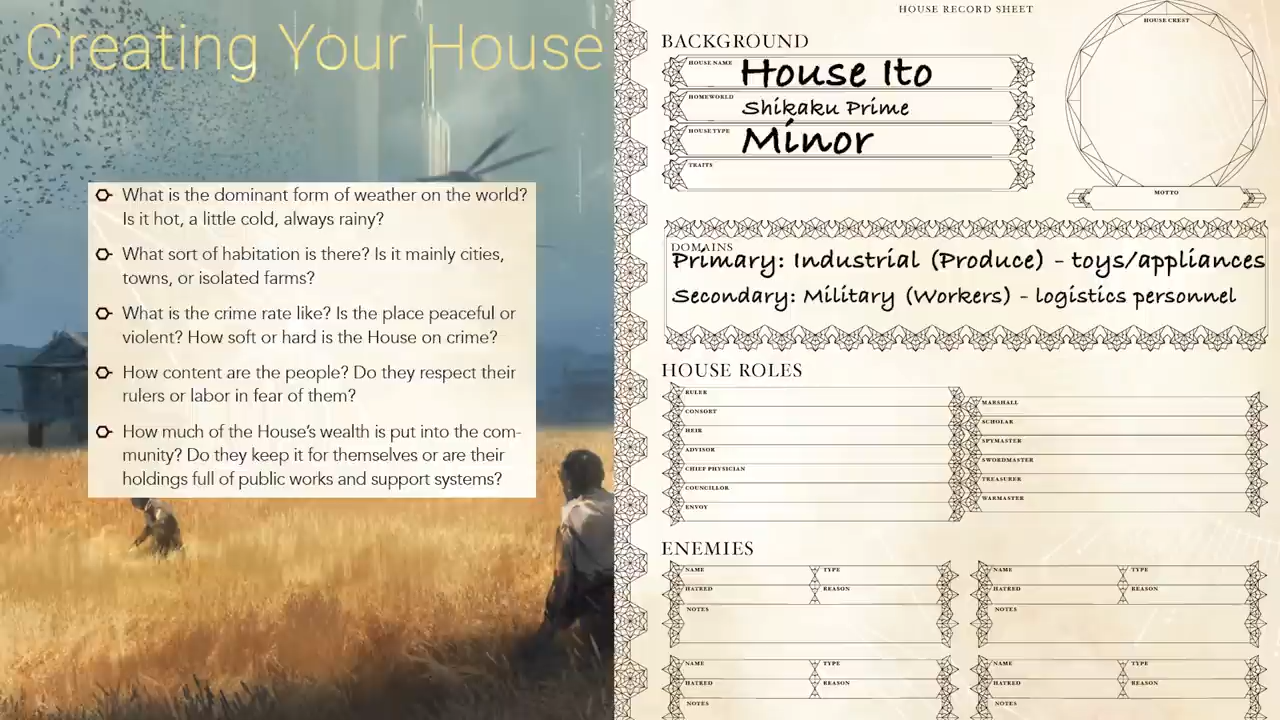 Creating Your House
What is the dominant form of weather on the world?
Is it hot, a little cold, always rainy?
What sort of habitation is there? Is it mainly cities,
towns, or isolated farms?
What is the crime rate like? Is the place peaceful or
violent? How soft or hard is the House on crime?
How content are the people? Do they respect their
rulers or labor in fear of them?
How much of the House's wealth is put into the com-
munity? Do they keep it for themselves or are their
holdings full of public works and support systems?
HOUSE RECORD SHEET
BACKGROUND
HOUSE NAME House Ito
HOMEWORLD Shikaku Prime
HOUSE TYPE Minor
TRAITS
HOUSE CREST
MOTTO
DOMAINS
Primary: Industrial (Produce) - toys/appliances
Secondary: Military (Workers) - logistics personnel
HOUSE ROLES
RULER
CONSORT
HEIR
ADVISOR
CHIEF PHYSICIAN
COUNCILLOR
ENVOY
MARSHALL
SCHOLAR
SPYMASTER
SWORDMASTER
TREASURER
WARMASTER
ENEMIES
NAME TYPE
HATRED REASON
NOTES
NAME TYPE
HATRED REASON
NOTES
NAME TYPE
HATRED REASON
NOTES
NAME TYPE
HATRED REASON
NOTES